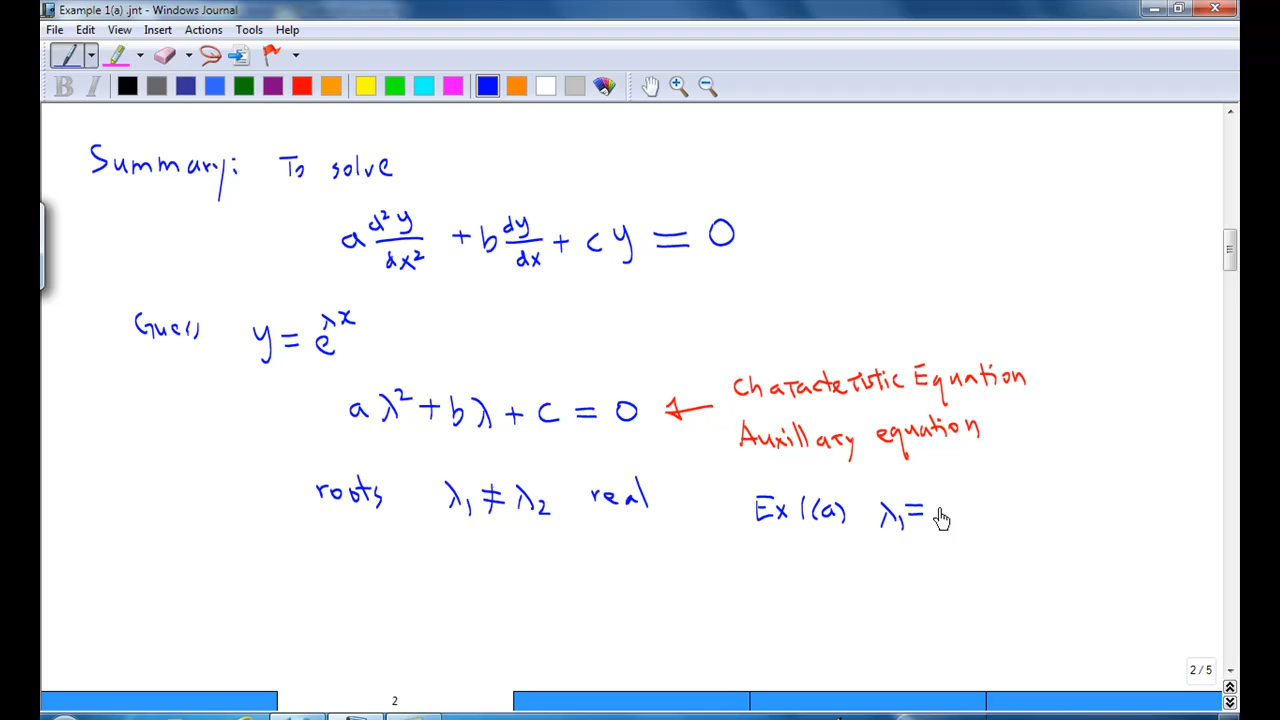 Example 1(a) .jnt - Windows Journal
File Edit View Insert Actions Tools Help
B I
Summary: To solve
a d²y/dx² + b dy/dx + cy = 0
Guess y = e^λx
aλ² + bλ + c = 0 ← Characteristic Equation
Auxillary equation
roots λ₁ ≠ λ₂ real Ex 1(a) λ₁ =
2 / 5
2